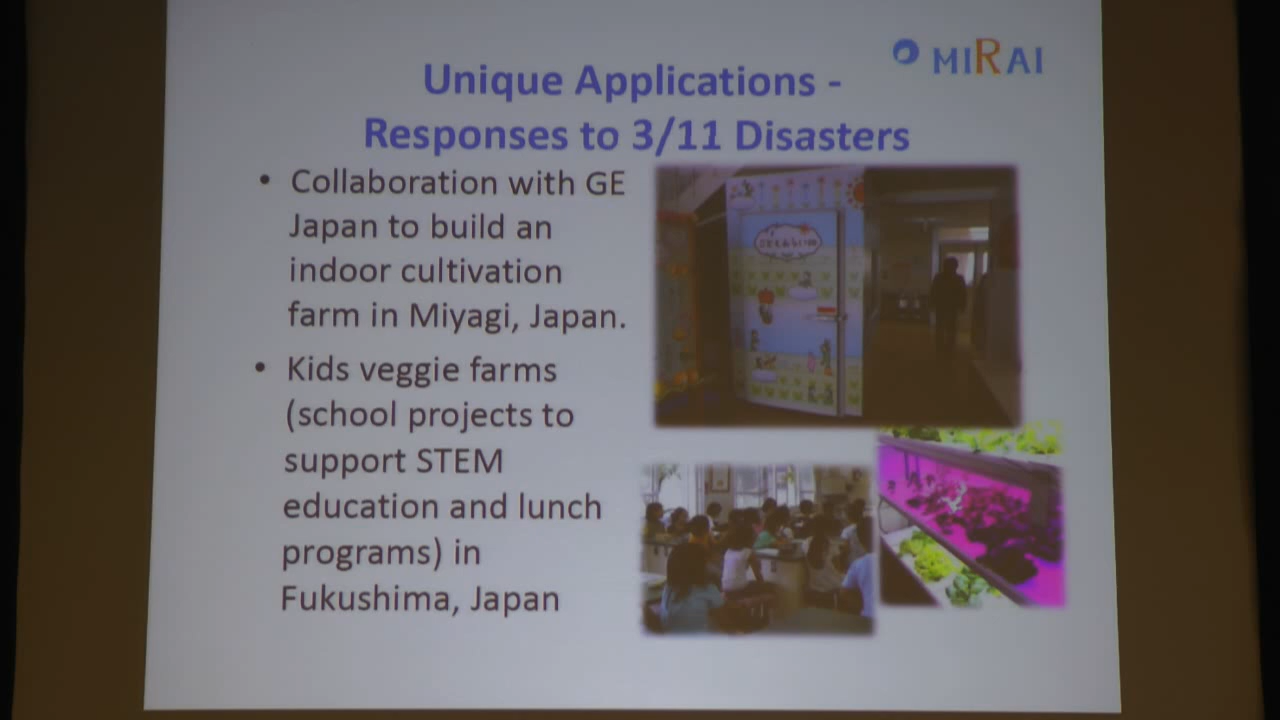 MIRAI
Unique Applications -
Responses to 3/11 Disasters
• Collaboration with GE
Japan to build an
indoor cultivation
farm in Miyagi, Japan.
• Kids veggie farms
(school projects to
support STEM
education and lunch
programs) in
Fukushima, Japan